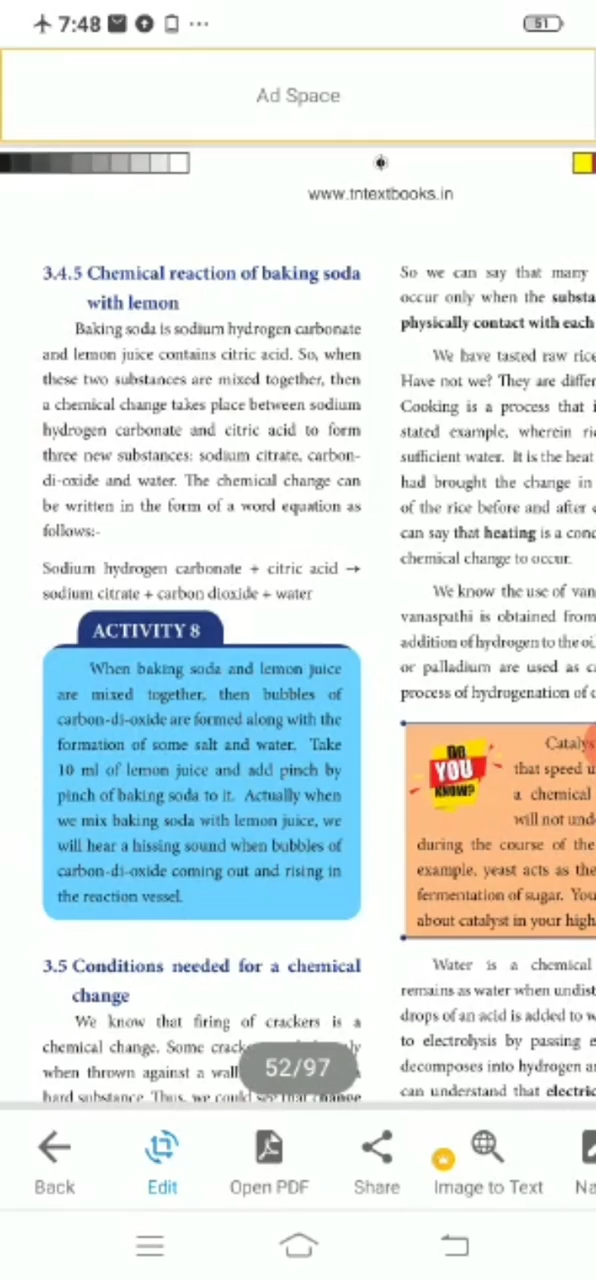 7:48
51
Ad Space
www.tntextbooks.in
3.4.5 Chemical reaction of baking soda
with lemon
Baking soda is sodium hydrogen carbonate
and lemon juice contains citric acid. So, when
these two substances are mixed together, then
a chemical change takes place between sodium
hydrogen carbonate and citric acid to form
three new substances: sodium citrate, carbon-
di-oxide and water. The chemical change can
be written in the form of a word equation as
follows:-
Sodium hydrogen carbonate + citric acid →
sodium citrate + carbon dioxide + water
ACTIVITY 8
When baking soda and lemon juice
are mixed together, then bubbles of
carbon-di-oxide are formed along with the
formation of some salt and water. Take
10 ml of lemon juice and add pinch by
pinch of baking soda to it. Actually when
we mix baking soda with lemon juice, we
will hear a hissing sound when bubbles of
carbon-di-oxide coming out and rising in
the reaction vessel.
3.5 Conditions needed for a chemical
change
We know that firing of crackers is a
chemical change. Some
when thrown against a wall
hard substance. Thus, we could see that change
So we can say that many
occur only when the
physically contact with each
We have tasted raw rice
Have not we? They are
Cooking is a process that
stated example, wherein
sufficient water. It is the heat
had brought the change in
of the rice before and after
can say that heating is a
chemical change to occur.
We know the use of
vanaspathi is obtained from
addition of hydrogen to the
or palladium are used as
process of hydrogenation of
DO
YOU
KNOW?
that speed
a chemical
will not
during the course of the
example, yeast acts as the
fermentation of sugar. You
about catalyst in your high
Water is a chemical
remains as water when
drops of an acid is added to
to electrolysis by passing
decomposes into hydrogen
can understand that
52/97
Back
Edit
Open PDF
Share
Image to Text